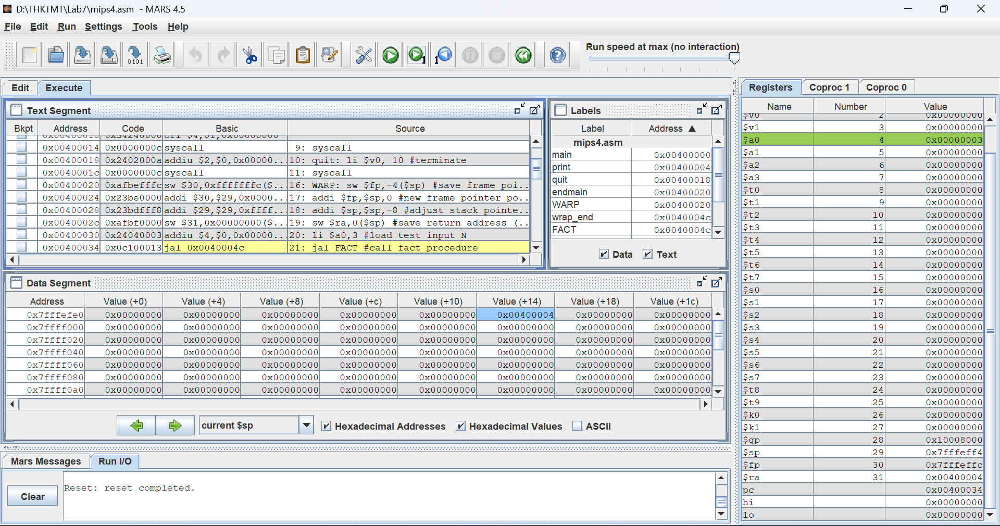 D:\THKTMT\Lab7\mips4.asm - MARS 4.5
File Edit Run Settings Tools Help
Run speed at max (no interaction)
Edit Execute
Text Segment
Bkpt Address Code Basic Source
0x00400010 0x34240000 ori $4,$1,0x00000000
0x00400014 0x0000000c syscall 9: syscall
0x00400018 0x2402000a addiu $2,$0,0x00000... 10: quit: li $v0, 10 #terminate
0x0040001c 0x0000000c syscall 11: syscall
0x00400020 0xafbefffc sw $30,0xfffffffc($... 16: WARP: sw $fp,-4($sp) #save frame poi...
0x00400024 0x23be0000 addi $30,$29,0x0000... 17: addi $fp,$sp,0 #new frame pointer po...
0x00400028 0x23bdfff8 addi $29,$29,0xffff... 18: addi $sp,$sp,-8 #adjust stack pointe...
0x0040002c 0xafbf0000 sw $31,0x00000000($... 19: sw $ra,0($sp) #save return address (...
0x00400030 0x24040003 addiu $4,$0,0x00000... 20: li $a0,3 #load test input N
0x00400034 0x0c100013 jal 0x0040004c 21: jal FACT #call fact procedure
Labels
Label Address ▲
mips4.asm
main 0x00400000
print 0x00400004
quit 0x00400018
endmain 0x00400020
WARP 0x00400020
wrap_end 0x0040004c
FACT 0x0040004c
Data Text
Data Segment
Address Value (+0) Value (+4) Value (+8) Value (+c) Value (+10) Value (+14) Value (+18) Value (+1c)
0x7fffefe0 0x00000000 0x00000000 0x00000000 0x00000000 0x00000000 0x00400004 0x00000000 0x00000000
0x7ffff000 0x00000000 0x00000000 0x00000000 0x00000000 0x00000000 0x00000000 0x00000000 0x00000000
0x7ffff020 0x00000000 0x00000000 0x00000000 0x00000000 0x00000000 0x00000000 0x00000000 0x00000000
0x7ffff040 0x00000000 0x00000000 0x00000000 0x00000000 0x00000000 0x00000000 0x00000000 0x00000000
0x7ffff060 0x00000000 0x00000000 0x00000000 0x00000000 0x00000000 0x00000000 0x00000000 0x00000000
0x7ffff080 0x00000000 0x00000000 0x00000000 0x00000000 0x00000000 0x00000000 0x00000000 0x00000000
0x7ffff0a0 0x00000000 0x00000000 0x00000000 0x00000000 0x00000000 0x00000000 0x00000000 0x00000000
current $sp Hexadecimal Addresses Hexadecimal Values ASCII
Mars Messages Run I/O
Clear
Reset: reset completed.
Registers Coproc 1 Coproc 0
Name Number Value
$v0 2 0x00000000
$v1 3 0x00000000
$a0 4 0x00000003
$a1 5 0x00000000
$a2 6 0x00000000
$a3 7 0x00000000
$t0 8 0x00000000
$t1 9 0x00000000
$t2 10 0x00000000
$t3 11 0x00000000
$t4 12 0x00000000
$t5 13 0x00000000
$t6 14 0x00000000
$t7 15 0x00000000
$s0 16 0x00000000
$s1 17 0x00000000
$s2 18 0x00000000
$s3 19 0x00000000
$s4 20 0x00000000
$s5 21 0x00000000
$s6 22 0x00000000
$s7 23 0x00000000
$t8 24 0x00000000
$t9 25 0x00000000
$k0 26 0x00000000
$k1 27 0x00000000
$gp 28 0x10008000
$sp 29 0x7fffeff4
$fp 30 0x7fffeffc
$ra 31 0x00400004
pc 0x00400034
hi 0x00000000
lo 0x00000000